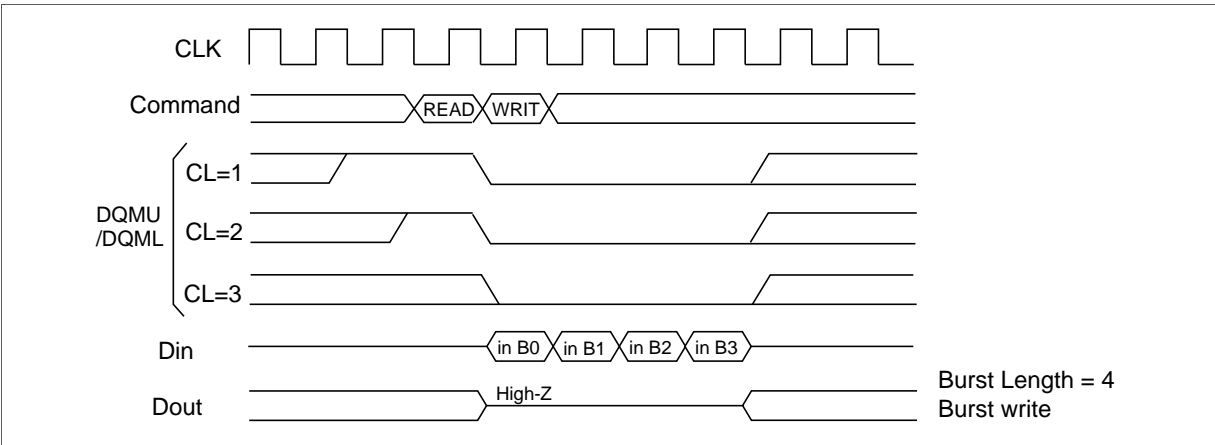 CLK
Command
READ
WRIT
DQMU
/DQML
CL=1
CL=2
CL=3
Din
in B0
in B1
in B2
in B3
Dout
High-Z
Burst Length = 4
Burst write